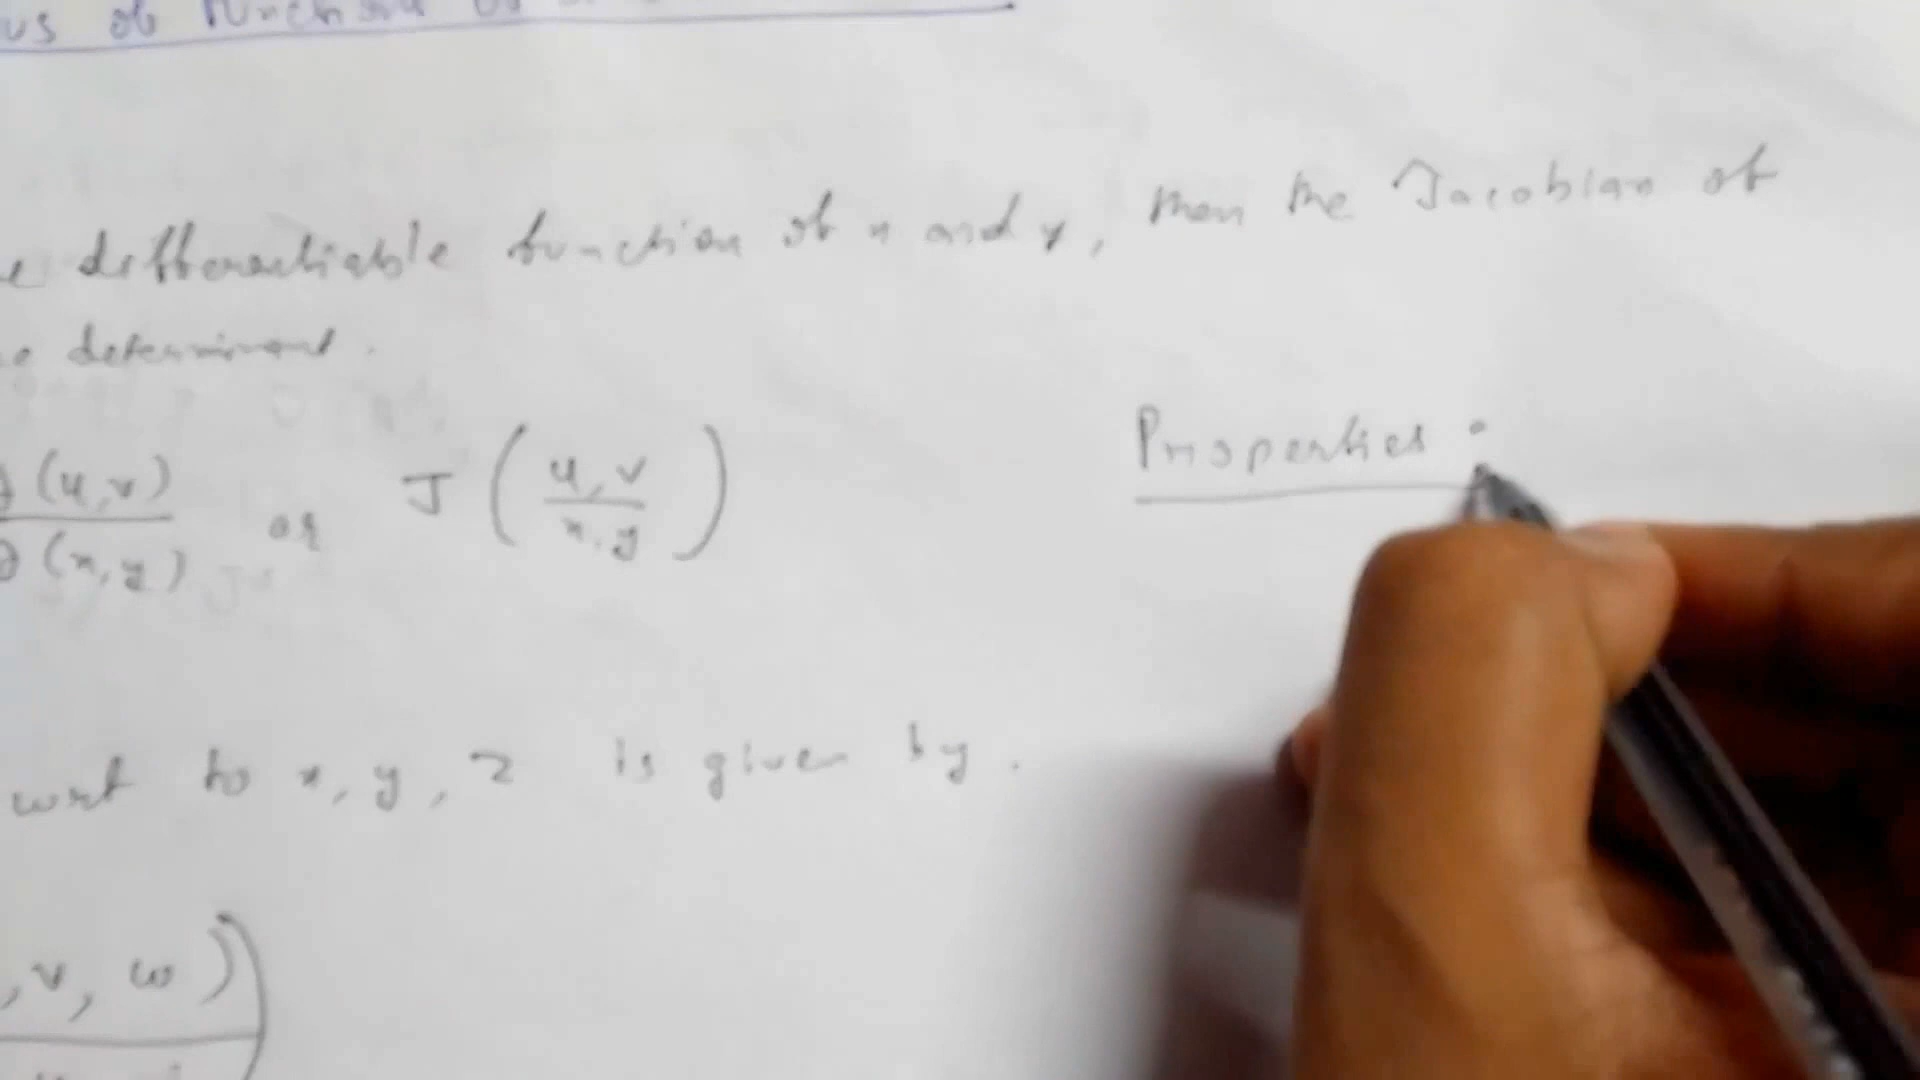 us of function of
differentiable function of x and y, then the Jacobian of
determinant.
∂(u,v)/∂(x,y) or J(u,v/x,y)
Properties :
wrt to x, y, z is given by.
, v, w)